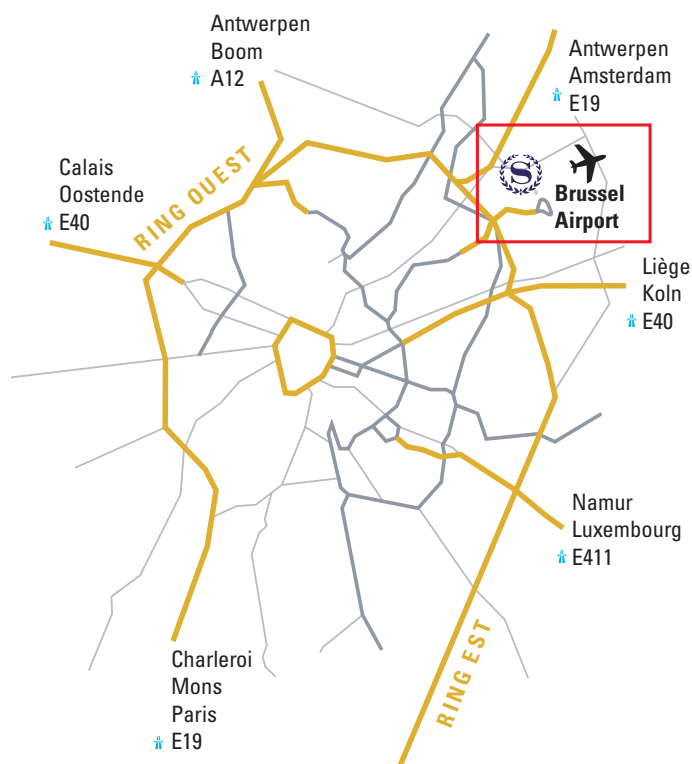 Antwerpen
Boom
A12
Antwerpen
Amsterdam
E19
Calais
Oostende
E40
RING OUEST
S
Brussel
Airport
Liège
Koln
E40
Namur
Luxembourg
E411
RING EST
Charleroi
Mons
Paris
E19